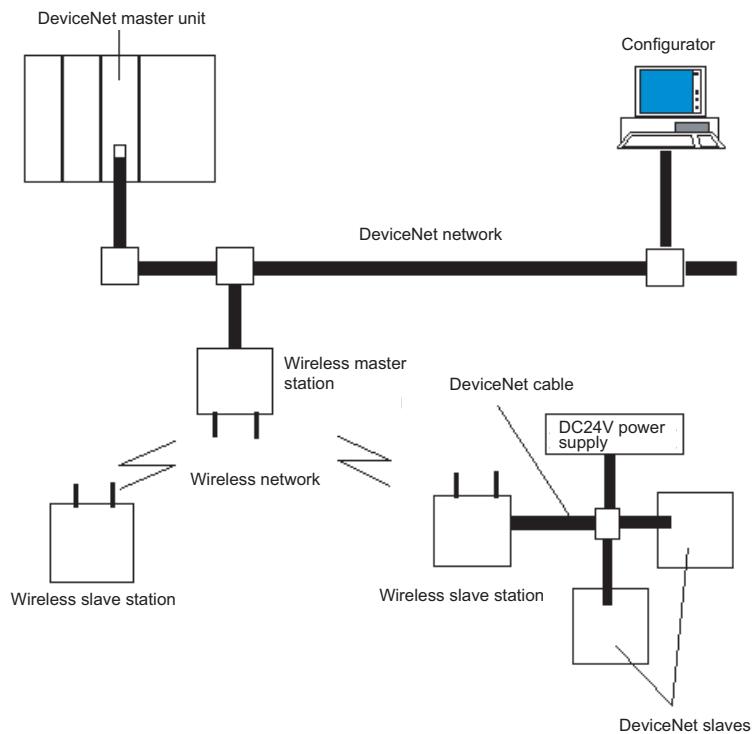 DeviceNet master unit
Configurator
DeviceNet network
Wireless master
station
DeviceNet cable
DC24V power
supply
Wireless network
Wireless slave station
Wireless slave station
DeviceNet slaves